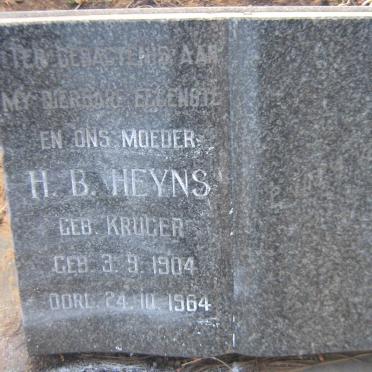 TER GEDAGTENIS AAN
MY DIERBARE EGGENOTE
EN ONS MOEDER
H. B. HEYNS
GEB. KRUGER
GEB. 3. 9. 1904
OORL. 24. 10. 1964